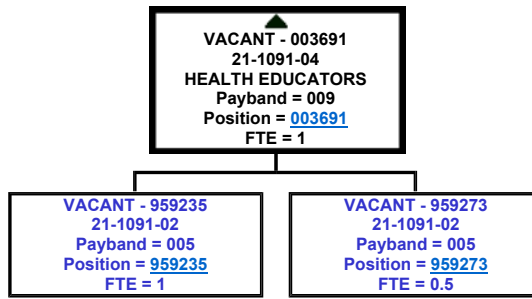 VACANT - 003691
21-1091-04
HEALTH EDUCATORS
Payband = 009
Position = 003691
FTE = 1
VACANT - 959235
21-1091-02
Payband = 005
Position = 959235
FTE = 1
VACANT - 959273
21-1091-02
Payband = 005
Position = 959273
FTE = 0.5